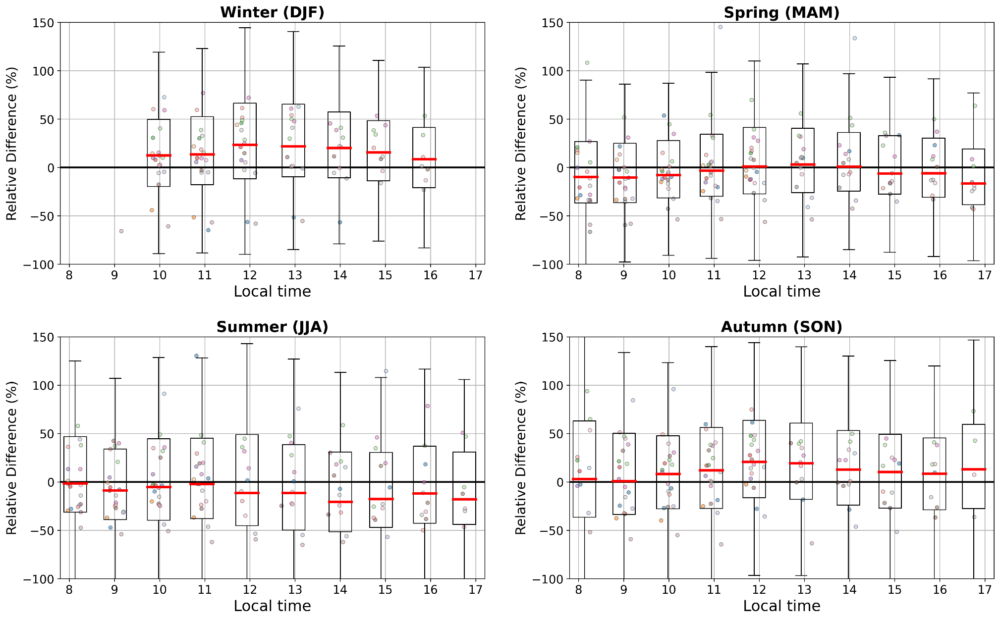 Winter (DJF)
Relative Difference (%)
150
100
50
0
−50
−100
8 9 10 11 12 13 14 15 16 17
Local time
Spring (MAM)
Relative Difference (%)
150
100
50
0
−50
−100
8 9 10 11 12 13 14 15 16 17
Local time
Summer (JJA)
Relative Difference (%)
150
100
50
0
−50
−100
8 9 10 11 12 13 14 15 16 17
Local time
Autumn (SON)
Relative Difference (%)
150
100
50
0
−50
−100
8 9 10 11 12 13 14 15 16 17
Local time